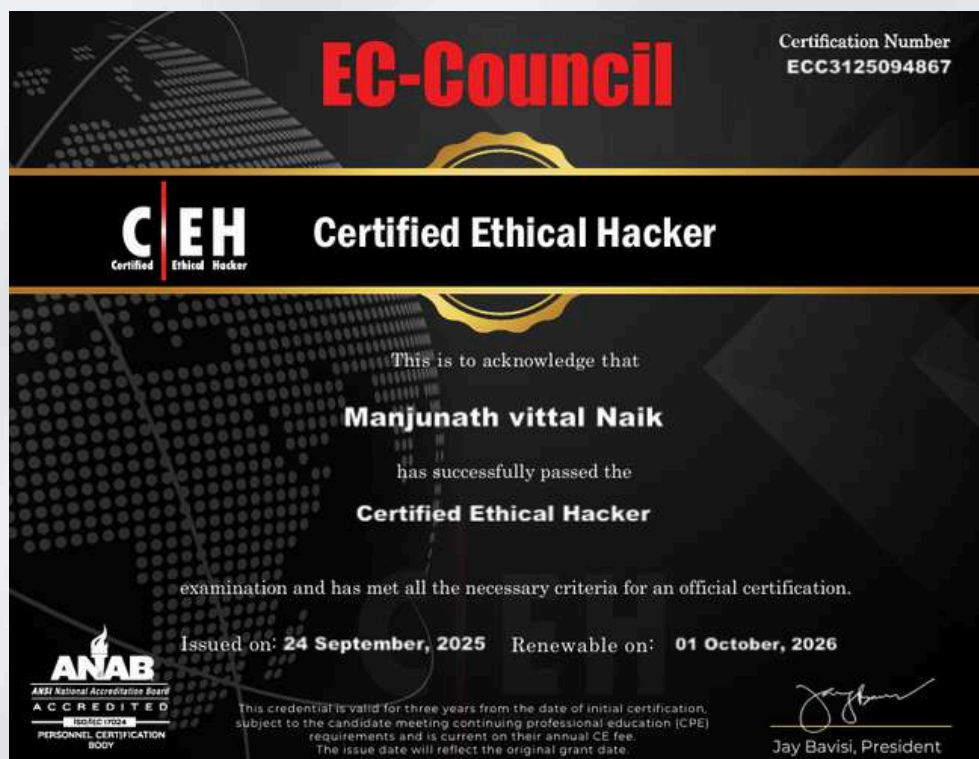 EC-Council
Certification Number
ECC3125094867
C|EH
Certified Ethical Hacker
Certified Ethical Hacker
This is to acknowledge that
Manjunath vittal Naik
has successfully passed the
Certified Ethical Hacker
examination and has met all the necessary criteria for an official certification.
Issued on: 24 September, 2025 Renewable on: 01 October, 2026
ANAB
ANSI National Accreditation Board
ACCREDITED
ISO/IEC 17024
PERSONNEL CERTIFICATION
BODY
This credential is valid for three years from the date of initial certification,
subject to the candidate meeting continuing professional education (CPE)
requirements and is current on their annual CE fee.
The issue date will reflect the original grant date.
Jay Bavisi, President